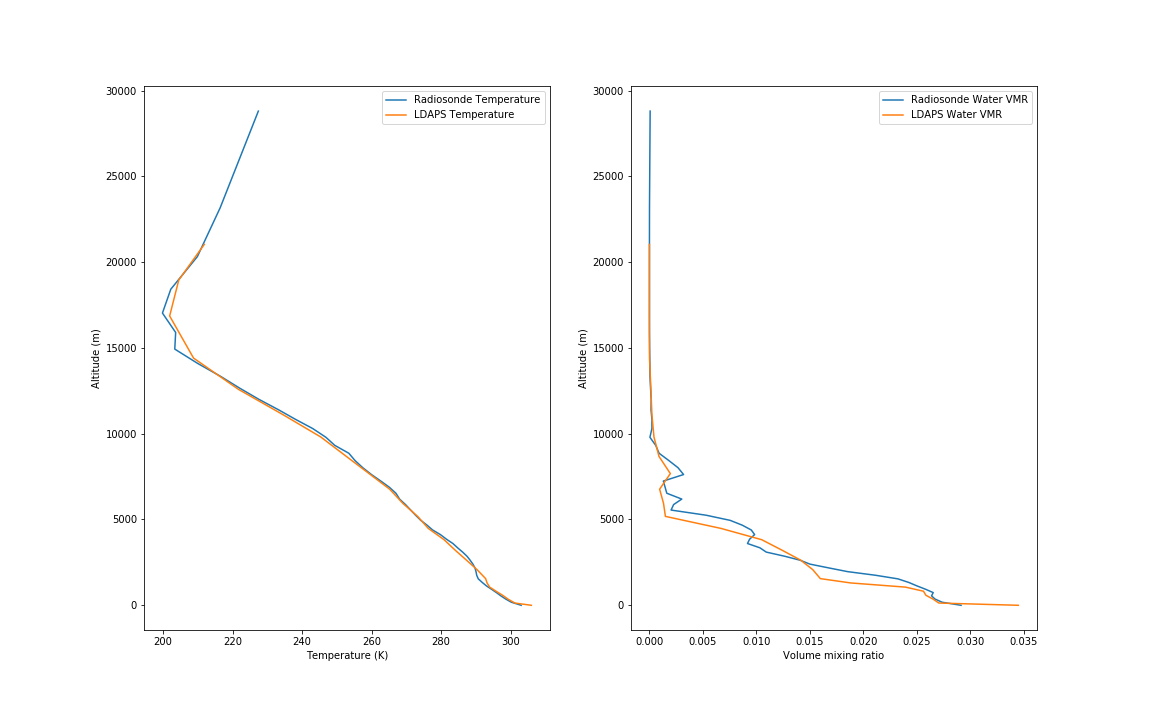 30000
25000
20000
15000
10000
5000
0
Altitude (m)
200 220 240 260 280 300
Temperature (K)
Radiosonde Temperature
LDAPS Temperature
30000
25000
20000
15000
10000
5000
0
Altitude (m)
0.000 0.005 0.010 0.015 0.020 0.025 0.030 0.035
Volume mixing ratio
Radiosonde Water VMR
LDAPS Water VMR